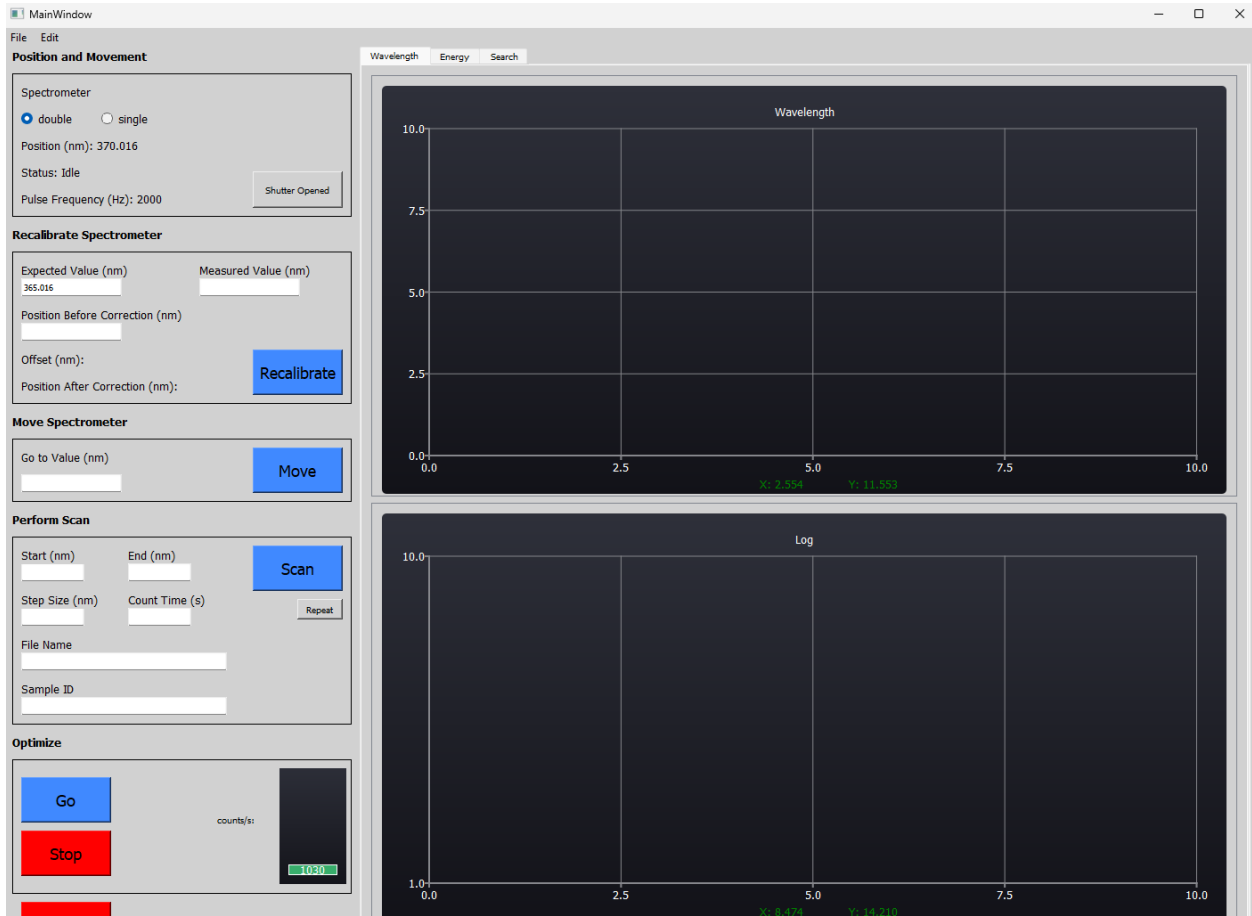 MainWindow
File Edit
Position and Movement
Spectrometer
double single
Position (nm): 370.016
Status: Idle
Pulse Frequency (Hz): 2000
Shutter Opened
Recalibrate Spectrometer
Expected Value (nm) Measured Value (nm)
365.016
Position Before Correction (nm)
Offset (nm):
Position After Correction (nm):
Recalibrate
Move Spectrometer
Go to Value (nm)
Move
Perform Scan
Start (nm) End (nm)
Scan
Step Size (nm) Count Time (s)
Repeat
File Name
Sample ID
Optimize
Go
counts/s:
Stop
1030
Wavelength Energy Search
Wavelength
10.0
7.5
5.0
2.5
0.0
0.0 2.5 5.0 7.5 10.0
X: 2.554 Y: 11.553
Log
10.0
1.0
0.0 2.5 5.0 7.5 10.0
X: 8.474 Y: 14.210